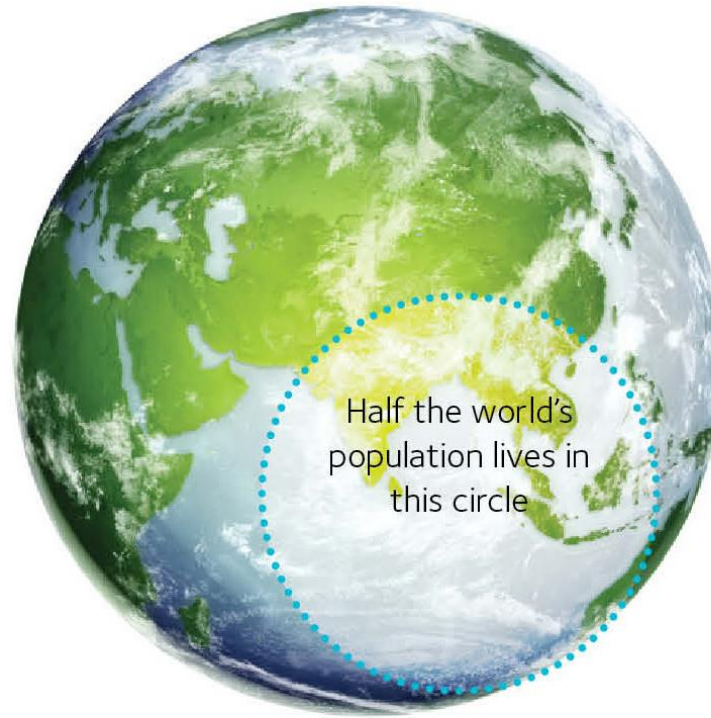 Half the world’s
population lives in
this circle